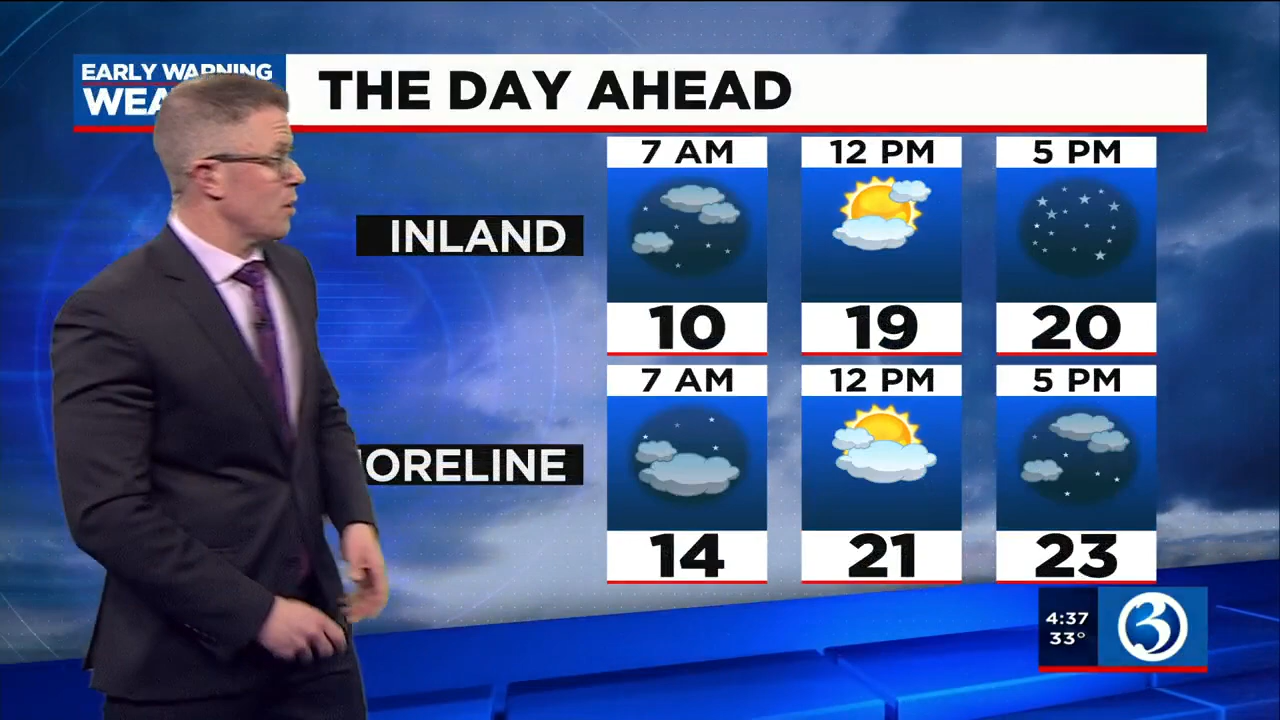 EARLY WARNING
THE DAY AHEAD
7 AM 12 PM 5 PM
INLAND
10 19 20
7 AM 12 PM 5 PM
ORELINE
14 21 23
4:37
33°
3